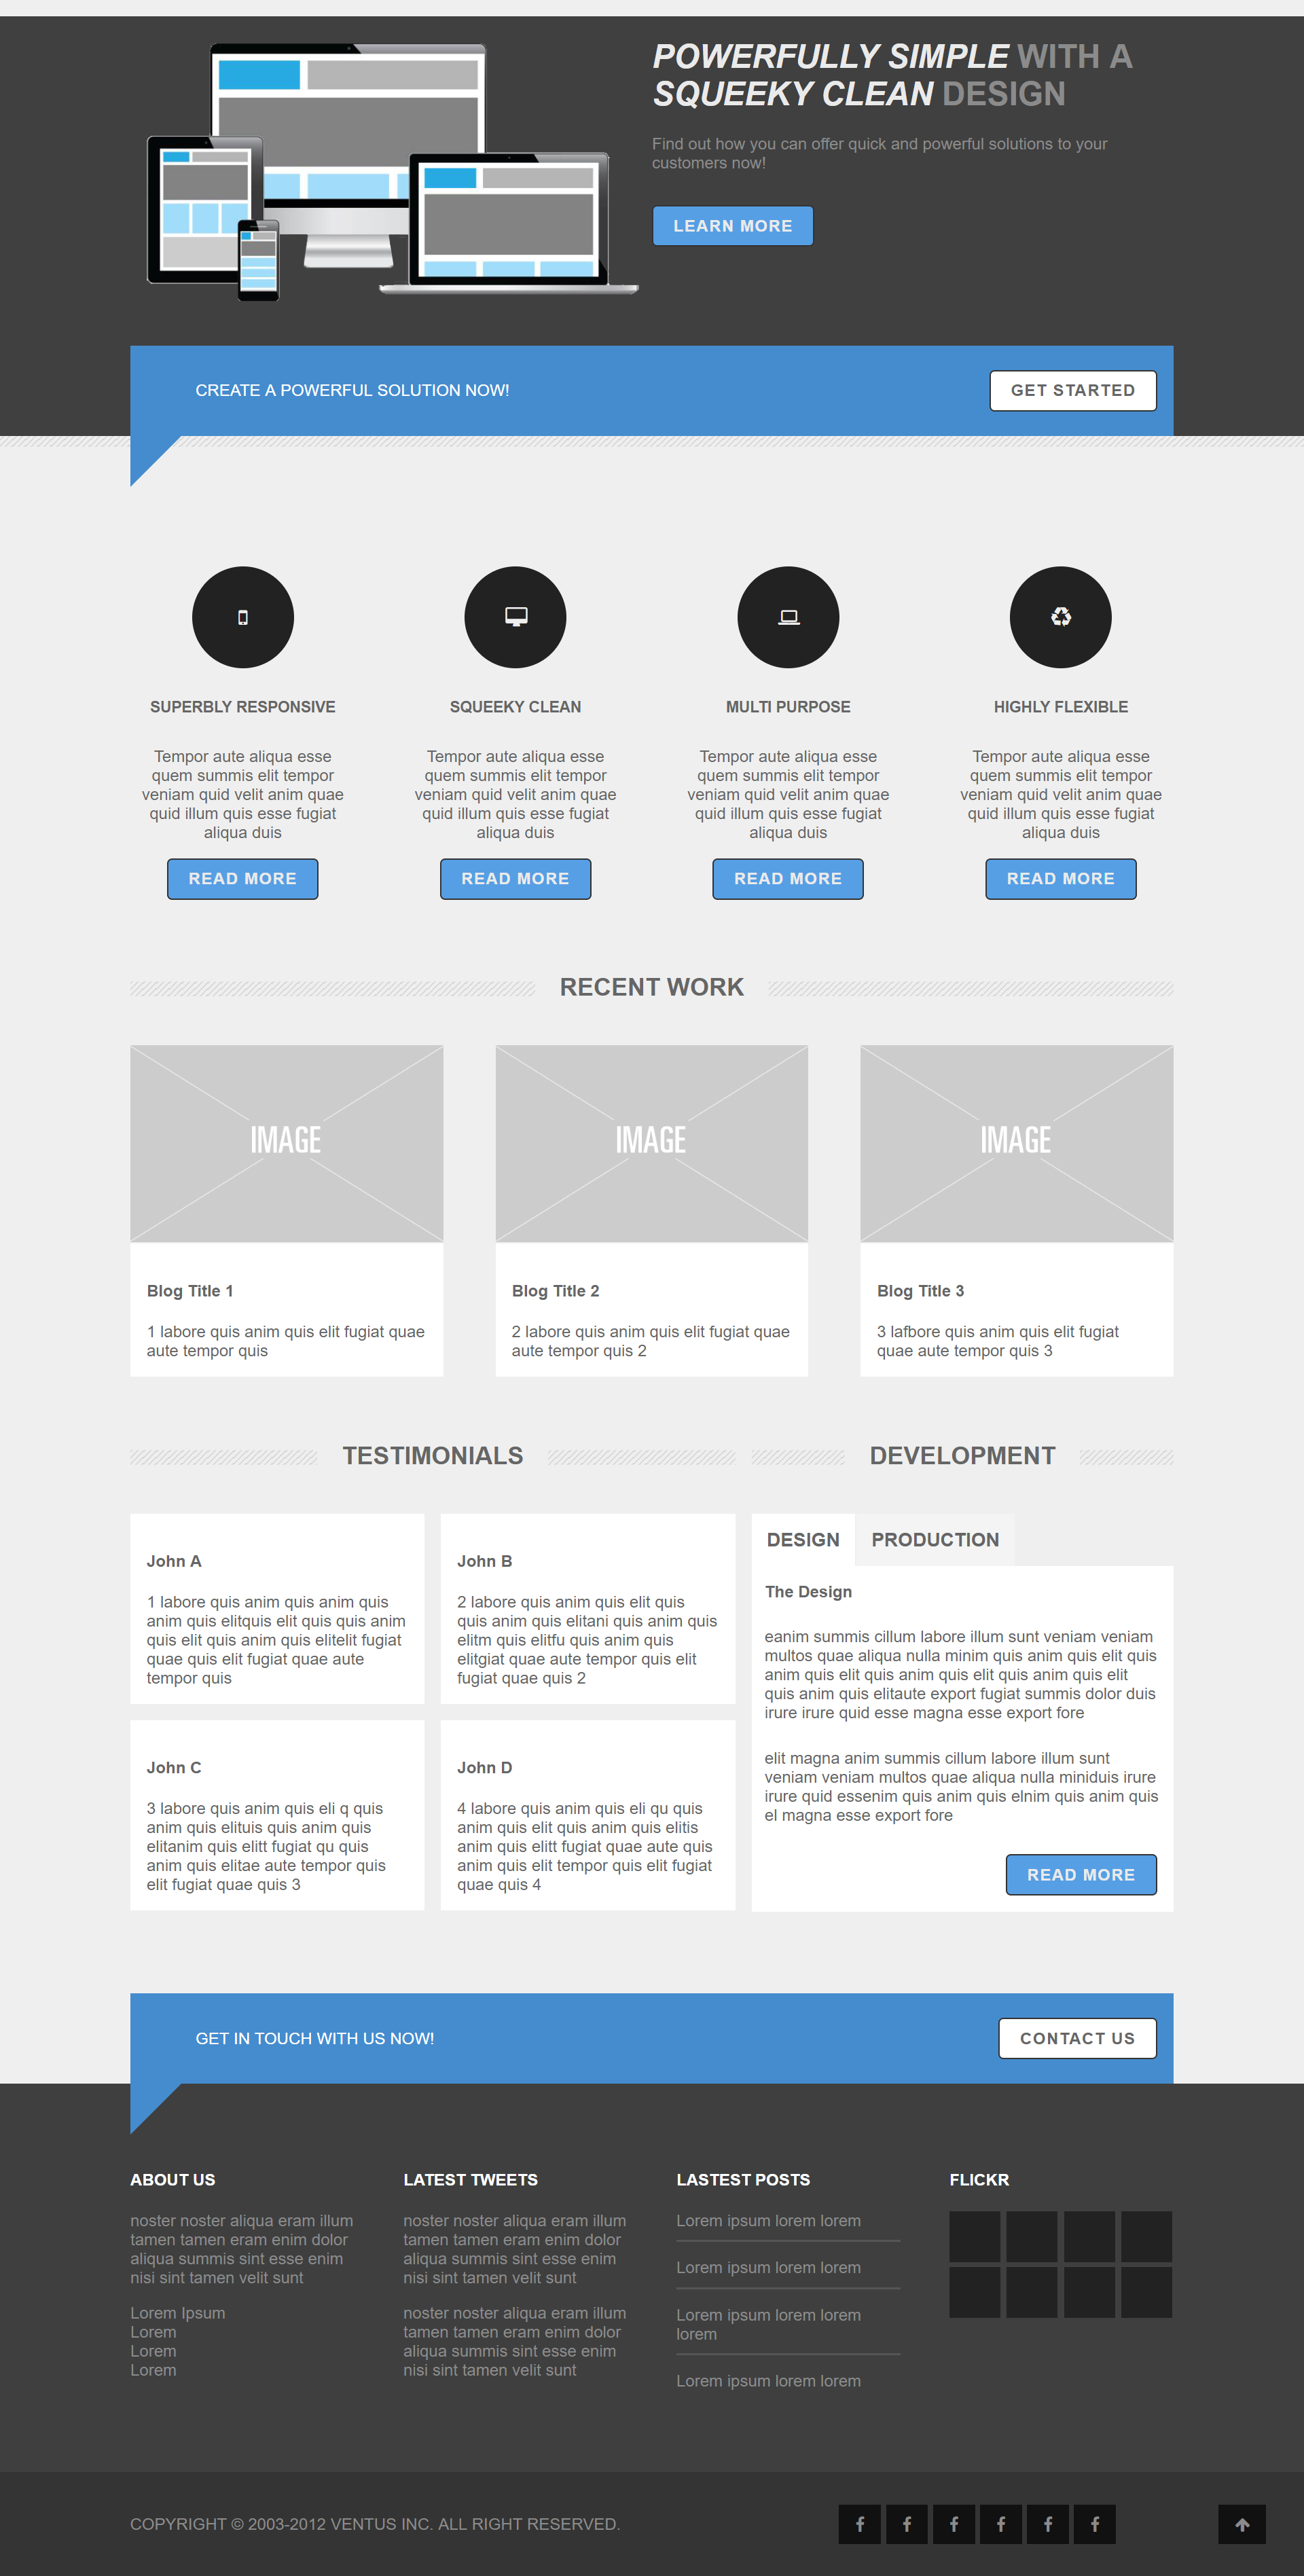 POWERFULLY SIMPLE WITH A
SQUEEKY CLEAN DESIGN
Find out how you can offer quick and powerful solutions to your
customers now!
LEARN MORE
CREATE A POWERFUL SOLUTION NOW!
GET STARTED
SUPERBLY RESPONSIVE
Tempor aute aliqua esse
quem summis elit tempor
veniam quid velit anim quae
quid illum quis esse fugiat
aliqua duis
READ MORE
SQUEEKY CLEAN
Tempor aute aliqua esse
quem summis elit tempor
veniam quid velit anim quae
quid illum quis esse fugiat
aliqua duis
READ MORE
MULTI PURPOSE
Tempor aute aliqua esse
quem summis elit tempor
veniam quid velit anim quae
quid illum quis esse fugiat
aliqua duis
READ MORE
HIGHLY FLEXIBLE
Tempor aute aliqua esse
quem summis elit tempor
veniam quid velit anim quae
quid illum quis esse fugiat
aliqua duis
READ MORE
RECENT WORK
IMAGE
Blog Title 1
1 labore quis anim quis elit fugiat quae
aute tempor quis
IMAGE
Blog Title 2
2 labore quis anim quis elit fugiat quae
aute tempor quis 2
IMAGE
Blog Title 3
3 lafbore quis anim quis elit fugiat
quae aute tempor quis 3
TESTIMONIALS
John A
1 labore quis anim quis anim quis
anim quis elitquis elit quis quis anim
quis elit quis anim quis elitelit fugiat
quae quis elit fugiat quae aute
tempor quis
John B
2 labore quis anim quis elit quis
quis anim quis elitani quis anim quis
elitm quis elitfu quis anim quis
elitgiat quae aute tempor quis elit
fugiat quae quis 2
John C
3 labore quis anim quis eli q quis
anim quis elituis quis anim quis
elitanim quis elitt fugiat qu quis
anim quis elitae aute tempor quis
elit fugiat quae quis 3
John D
4 labore quis anim quis eli qu quis
anim quis elit quis anim quis elitis
anim quis elitt fugiat quae aute quis
anim quis elit tempor quis elit fugiat
quae quis 4
DEVELOPMENT
DESIGN
PRODUCTION
The Design
eanim summis cillum labore illum sunt veniam veniam
multos quae aliqua nulla minim quis anim quis elit quis
anim quis elit quis anim quis elit quis anim quis elit
quis anim quis elitaute export fugiat summis dolor duis
irure irure quid esse magna esse export fore
elit magna anim summis cillum labore illum sunt
veniam veniam multos quae aliqua nulla miniduis irure
irure quid essenim quis anim quis elnim quis anim quis
el magna esse export fore
READ MORE
GET IN TOUCH WITH US NOW!
CONTACT US
ABOUT US
noster noster aliqua eram illum
tamen tamen eram enim dolor
aliqua summis sint esse enim
nisi sint tamen velit sunt
Lorem Ipsum
Lorem
Lorem
Lorem
LATEST TWEETS
noster noster aliqua eram illum
tamen tamen eram enim dolor
aliqua summis sint esse enim
nisi sint tamen velit sunt
noster noster aliqua eram illum
tamen tamen eram enim dolor
aliqua summis sint esse enim
nisi sint tamen velit sunt
LASTEST POSTS
Lorem ipsum lorem lorem
Lorem ipsum lorem lorem
Lorem ipsum lorem lorem
lorem
Lorem ipsum lorem lorem
FLICKR
COPYRIGHT © 2003-2012 VENTUS INC. ALL RIGHT RESERVED.